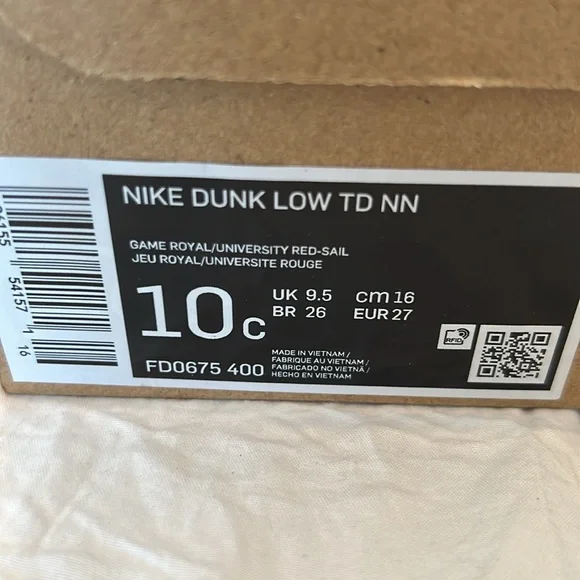 NIKE DUNK LOW TD NN
GAME ROYAL/UNIVERSITY RED-SAIL
JEU ROYAL/UNIVERSITE ROUGE
10C
UK 9.5 cm 16
BR 26 EUR 27
FD0675 400
MADE IN VIETNAM /
FABRIQUE AU VIETNAM /
FABRICADO NO VIETNÃ /
HECHO EN VIETNAM
RFID
54157
16